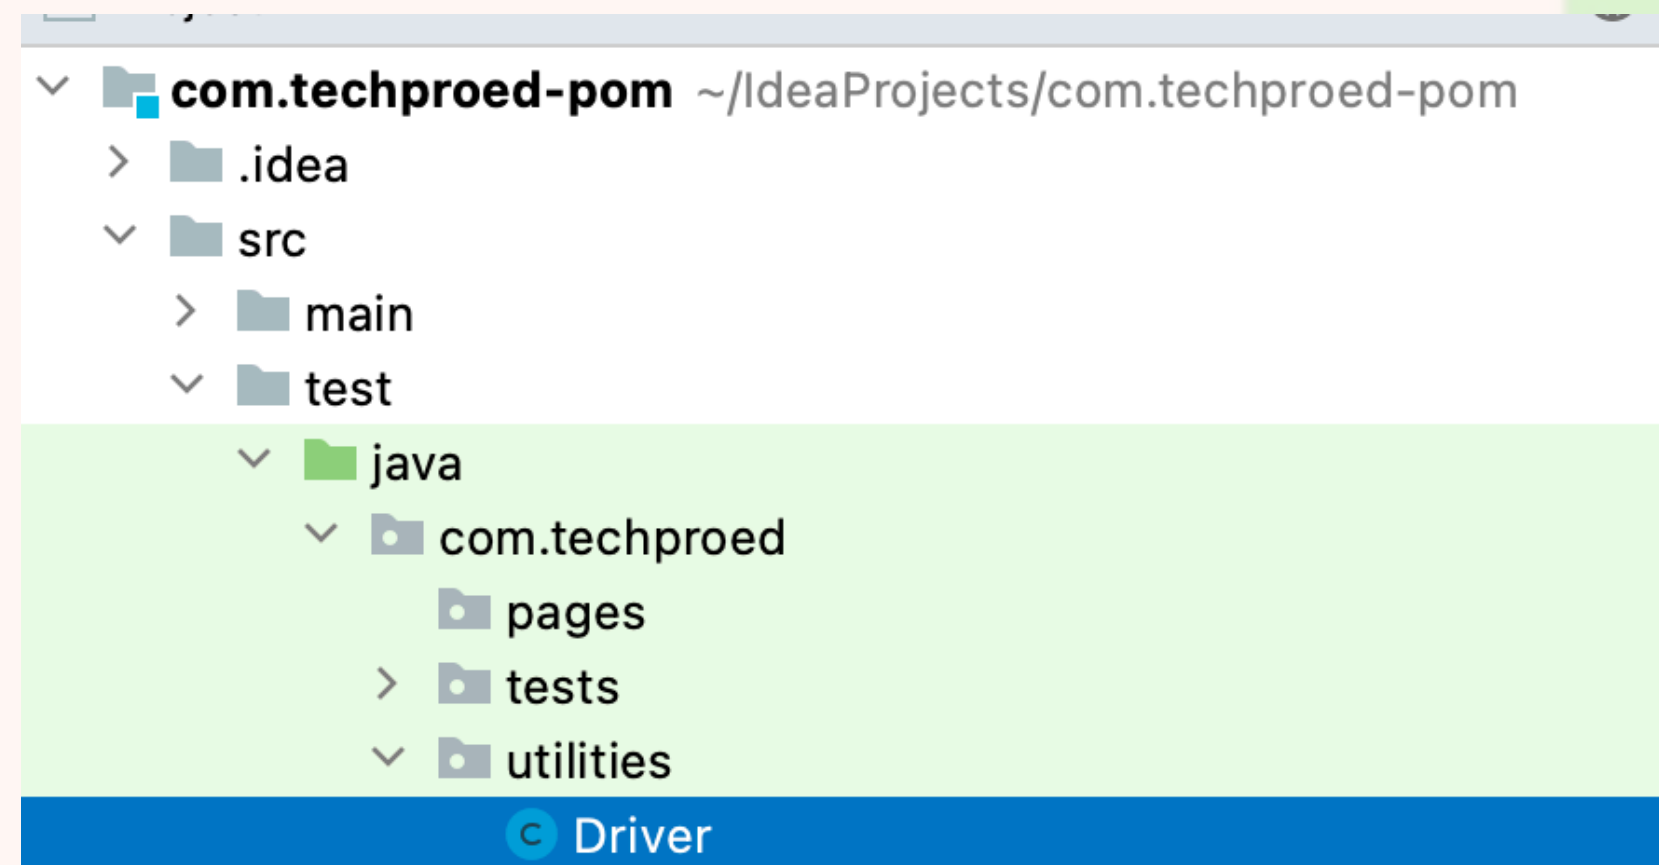 com.techproed-pom ~/IdeaProjects/com.techproed-pom
.idea
src
main
test
java
com.techproed
pages
tests
utilities
C Driver